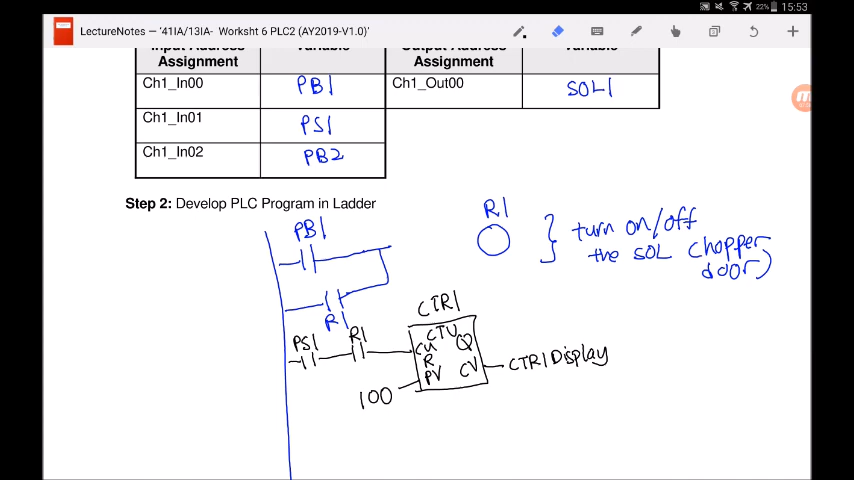 22% 15:53
LectureNotes — '41IA/13IA- Worksht 6 PLC2 (AY2019-V1.0)'
Input Address Variable Output Address Variable
Assignment Assignment
Ch1_In00 PB1 Ch1_Out00 SOL1
Ch1_In01 PS1
Ch1_In02 PB2
Step 2: Develop PLC Program in Ladder
PB1
R1
turn on/off
the SOL Chopper
door)
R1
CTR1
PS1 R1
CTU
CU Q
R
PV CV
CTR1Display
100